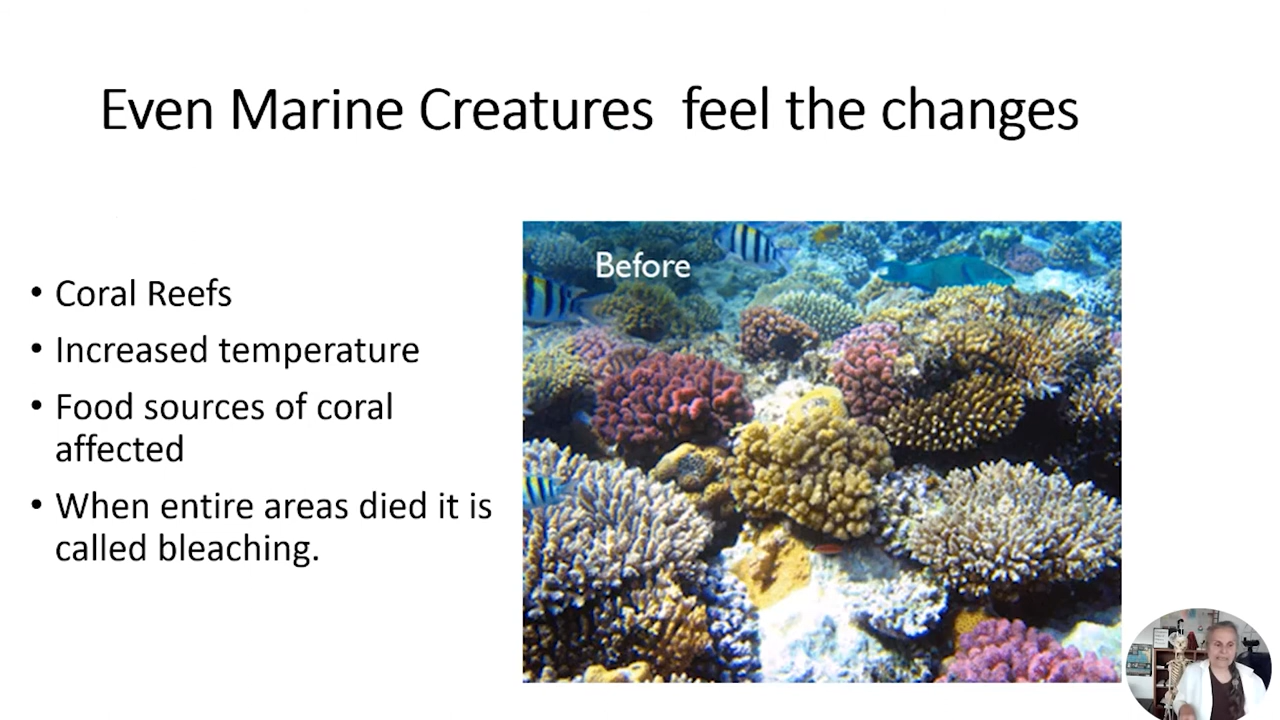 Even Marine Creatures feel the changes
• Coral Reefs
• Increased temperature
• Food sources of coral
affected
• When entire areas died it is
called bleaching.
Before